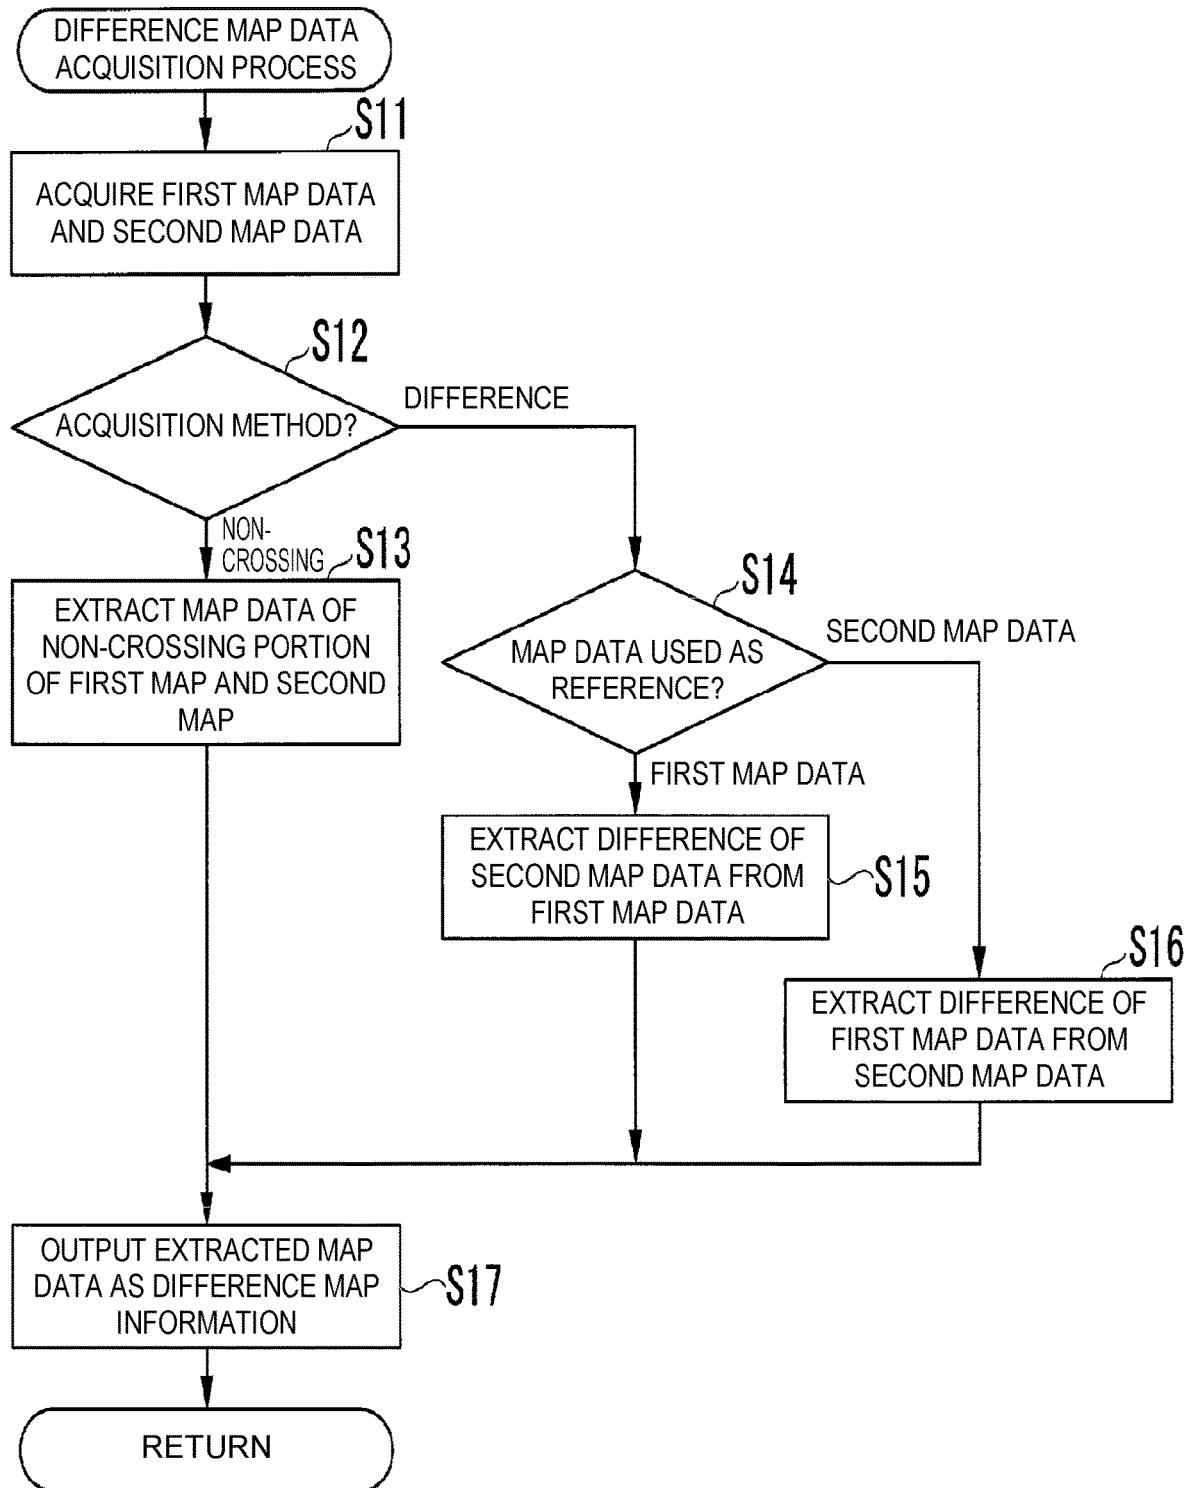 DIFFERENCE MAP DATA
ACQUISITION PROCESS
S11
ACQUIRE FIRST MAP DATA
AND SECOND MAP DATA
S12
ACQUISITION METHOD?
DIFFERENCE
NON-
CROSSING
S13
EXTRACT MAP DATA OF
NON-CROSSING PORTION
OF FIRST MAP AND SECOND
MAP
S14
MAP DATA USED AS
REFERENCE?
SECOND MAP DATA
FIRST MAP DATA
EXTRACT DIFFERENCE OF
SECOND MAP DATA FROM
FIRST MAP DATA
S15
S16
EXTRACT DIFFERENCE OF
FIRST MAP DATA FROM
SECOND MAP DATA
OUTPUT EXTRACTED MAP
DATA AS DIFFERENCE MAP
INFORMATION
S17
RETURN